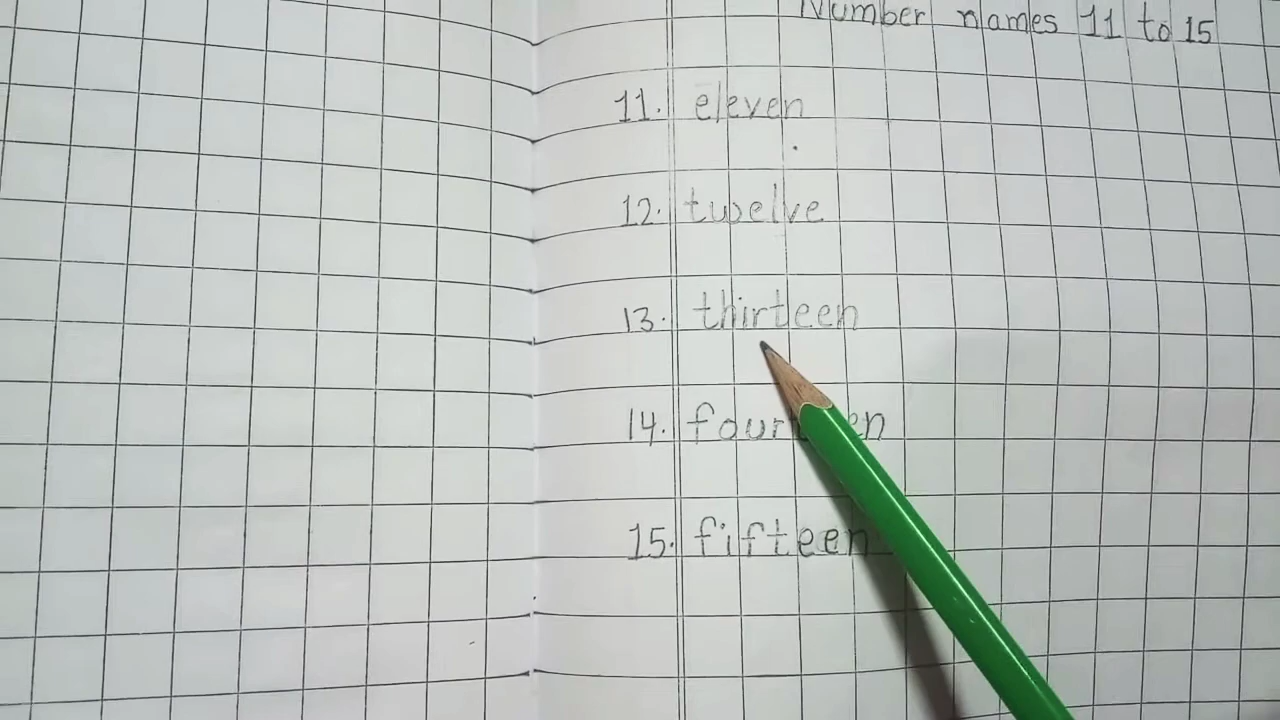 Number names 11 to 15
11. eleven
12. twelve
13. thirteen
14.
15. fifteen